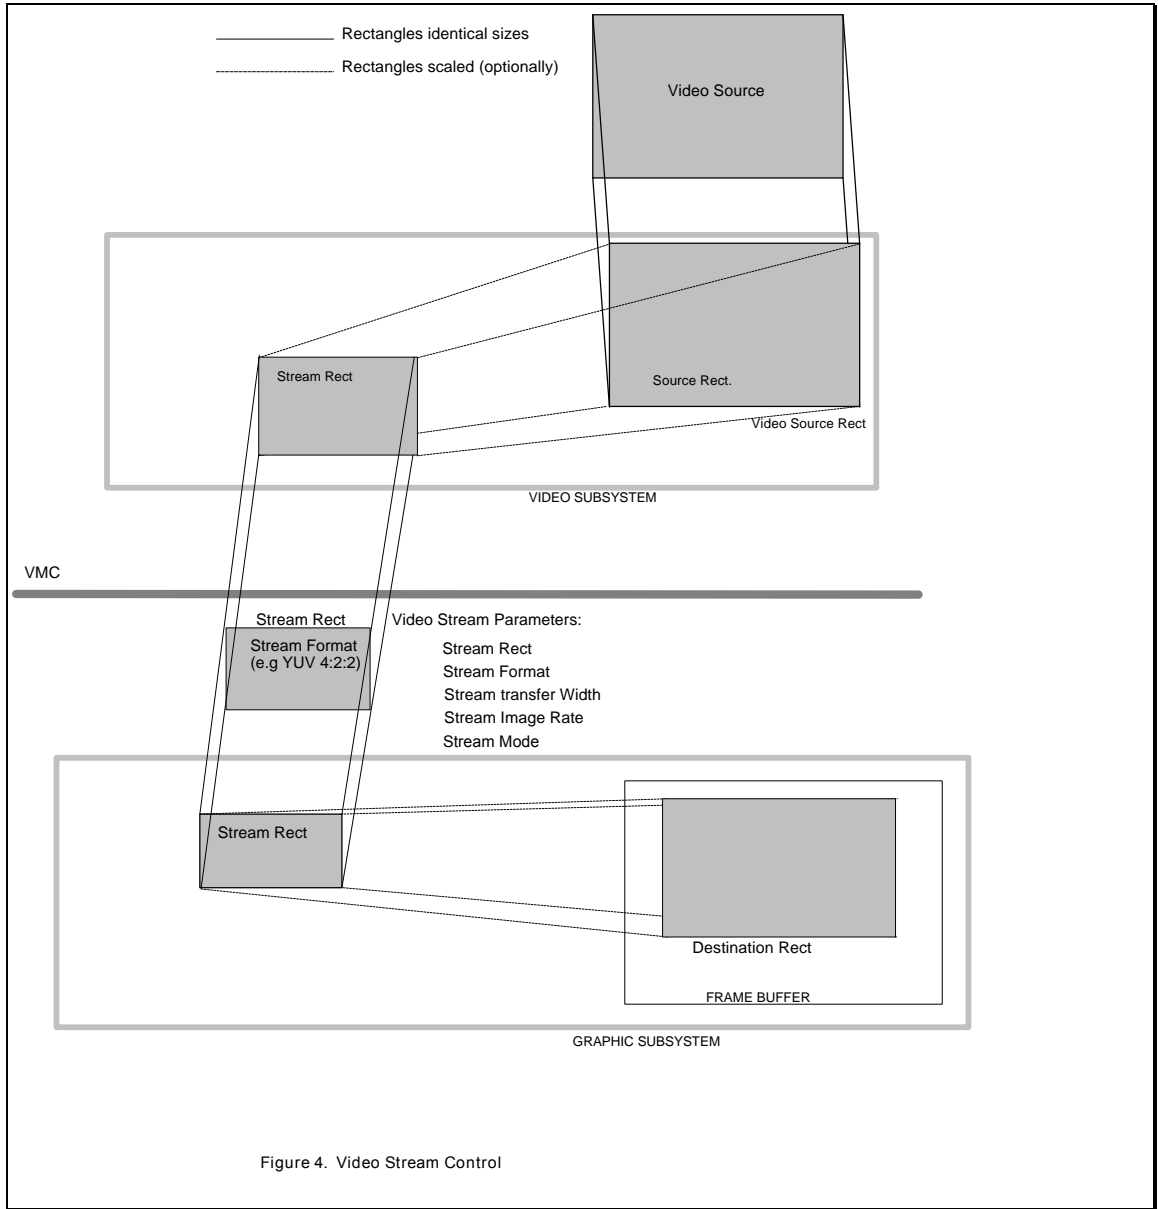 Rectangles identical sizes
Rectangles scaled (optionally)
Video Source
Stream Rect
Source Rect.
Video Source Rect
VIDEO SUBSYSTEM
VMC
Stream Rect
Stream Format
(e.g YUV 4:2:2)
Video Stream Parameters:
Stream Rect
Stream Format
Stream transfer Width
Stream Image Rate
Stream Mode
Stream Rect
Destination Rect
FRAME BUFFER
GRAPHIC SUBSYSTEM
Figure 4. Video Stream Control